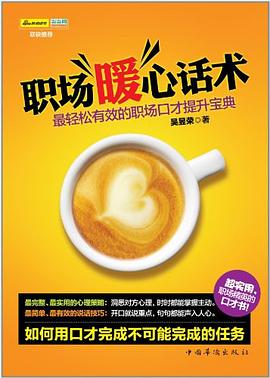 联袂推荐
职场暖心话术
最轻松有效的职场口才提升宝典
吴昱荣◎著
超实用,
职场核能的
口才书!
最完整、最实用的心理策略:洞悉对方心理,时时都能掌握主动。
最简单、最有效的说话技巧:开口就说重点,句句都能声入人心。
如何用口才完成不可能完成的任务
中国华侨出版社